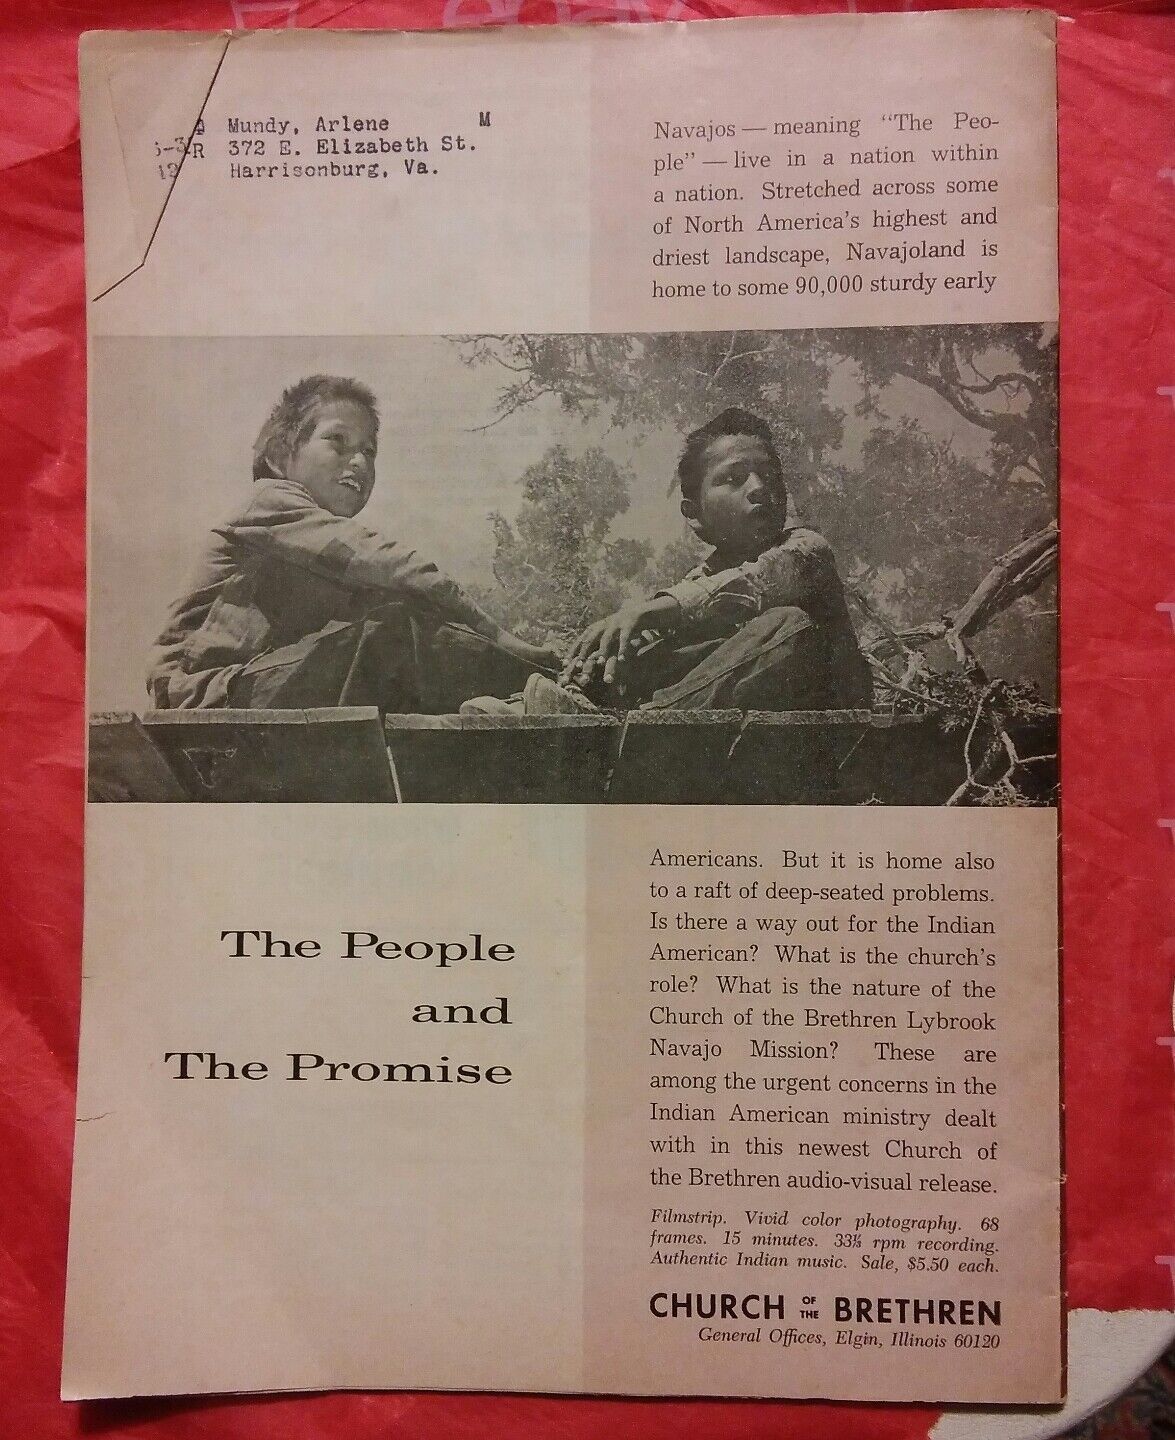 Mundy, Arlene M
R 372 E. Elizabeth St.
Harrisonburg, Va.
Navajos — meaning "The Peo-
ple" — live in a nation within
a nation. Stretched across some
of North America's highest and
driest landscape, Navajoland is
home to some 90,000 sturdy early
The People
and
The Promise
Americans. But it is home also
to a raft of deep-seated problems.
Is there a way out for the Indian
American? What is the church's
role? What is the nature of the
Church of the Brethren Lybrook
Navajo Mission? These are
among the urgent concerns in the
Indian American ministry dealt
with in this newest Church of
the Brethren audio-visual release.
Filmstrip. Vivid color photography. 68
frames. 15 minutes. 33⅓ rpm recording.
Authentic Indian music. Sale, $5.50 each.
CHURCH OF THE BRETHREN
General Offices, Elgin, Illinois 60120